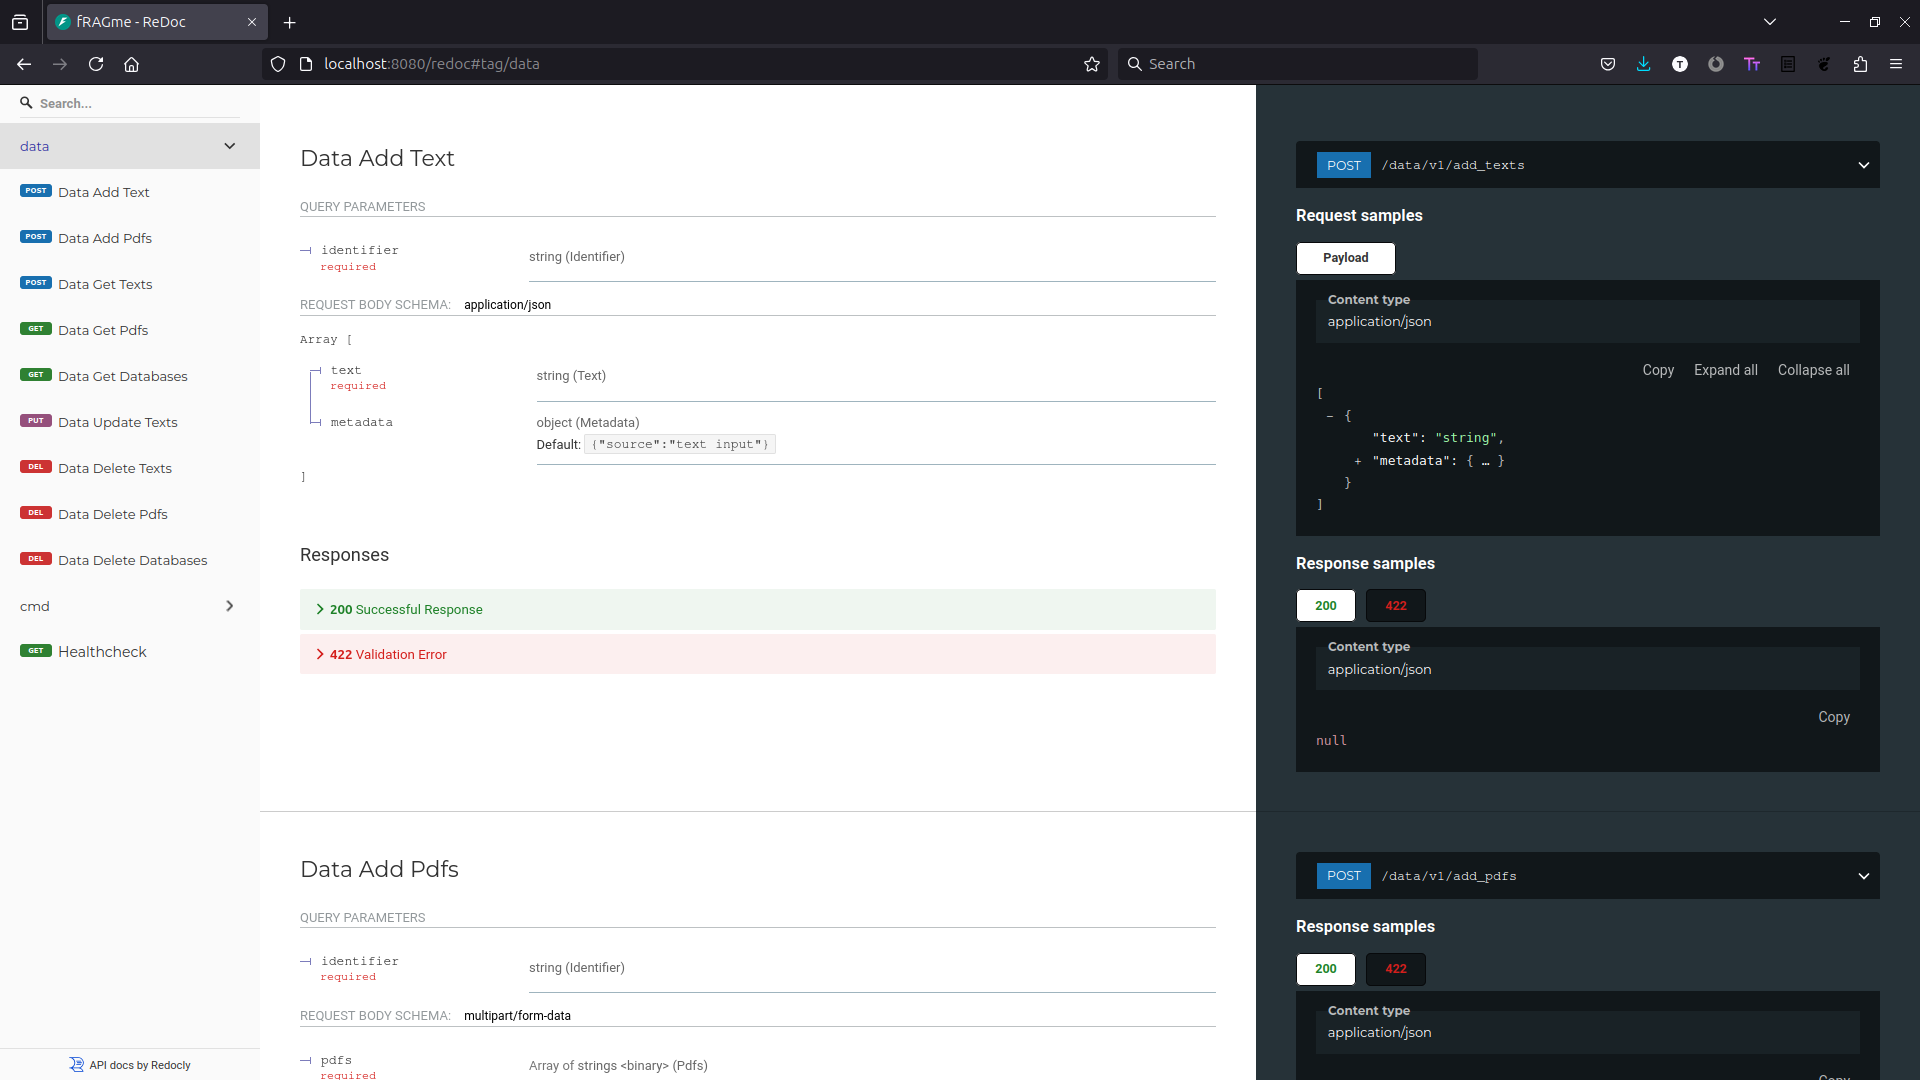 fRAGme - ReDoc
localhost:8080/redoc#tag/data
Search
Search...
data
POST Data Add Text
POST Data Add Pdfs
POST Data Get Texts
GET Data Get Pdfs
GET Data Get Databases
PUT Data Update Texts
DEL Data Delete Texts
DEL Data Delete Pdfs
DEL Data Delete Databases
cmd
GET Healthcheck
API docs by Redocly
Data Add Text
QUERY PARAMETERS
identifier
required
string (Identifier)
REQUEST BODY SCHEMA: application/json
Array [
text
required
string (Text)
metadata
object (Metadata)
Default: {"source":"text input"}
]
Responses
200 Successful Response
422 Validation Error
POST /data/v1/add_texts
Request samples
Payload
Content type
application/json
Copy Expand all Collapse all
[
- {
"text": "string",
+ "metadata": { … }
}
]
Response samples
200 422
Content type
application/json
Copy
null
Data Add Pdfs
QUERY PARAMETERS
identifier
required
string (Identifier)
REQUEST BODY SCHEMA: multipart/form-data
pdfs
required
Array of strings <binary> (Pdfs)
POST /data/v1/add_pdfs
Response samples
200 422
Content type
application/json
Copy